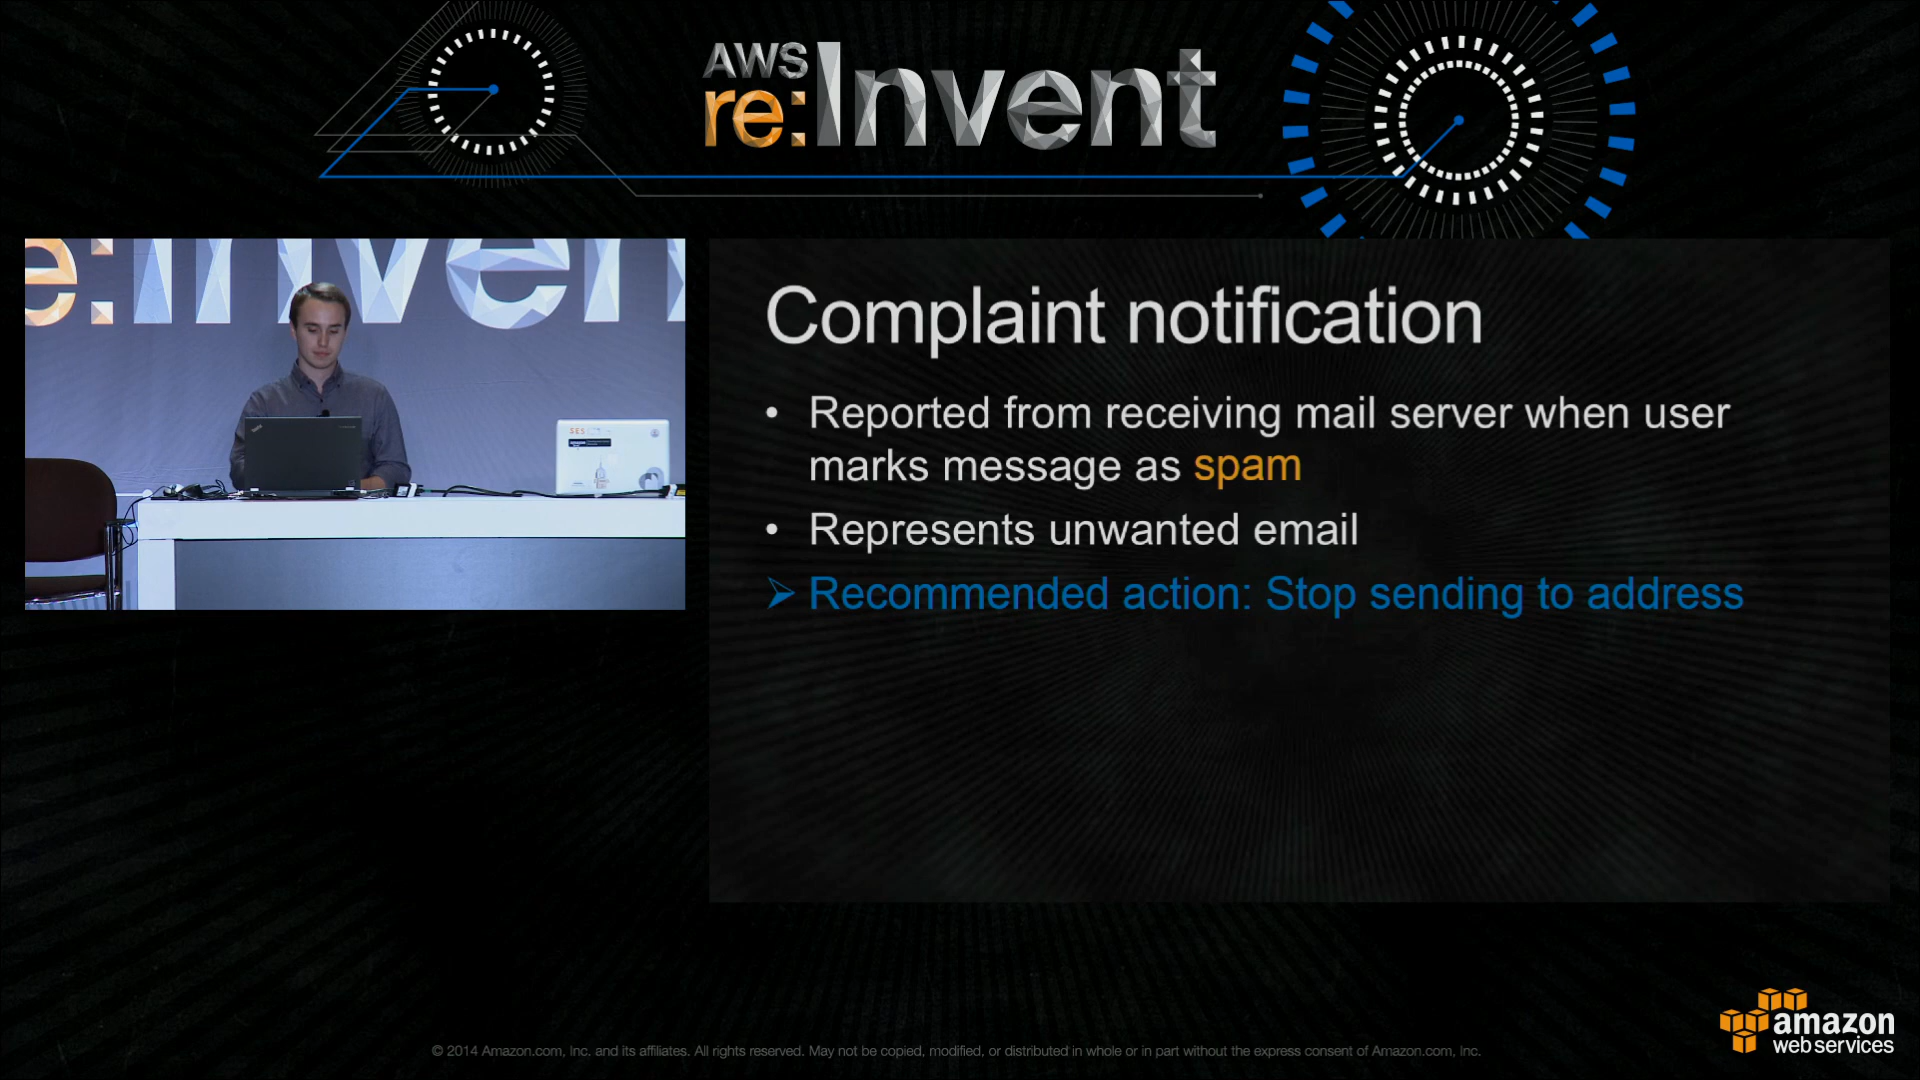 AWS
re:Invent
e:Inven
SES
Complaint notification
• Reported from receiving mail server when user
marks message as spam
• Represents unwanted email
➢ Recommended action: Stop sending to address
amazon
web services
© 2014 Amazon.com, Inc. and its affiliates. All rights reserved. May not be copied, modified, or distributed in whole or in part without the express consent of Amazon.com, Inc.